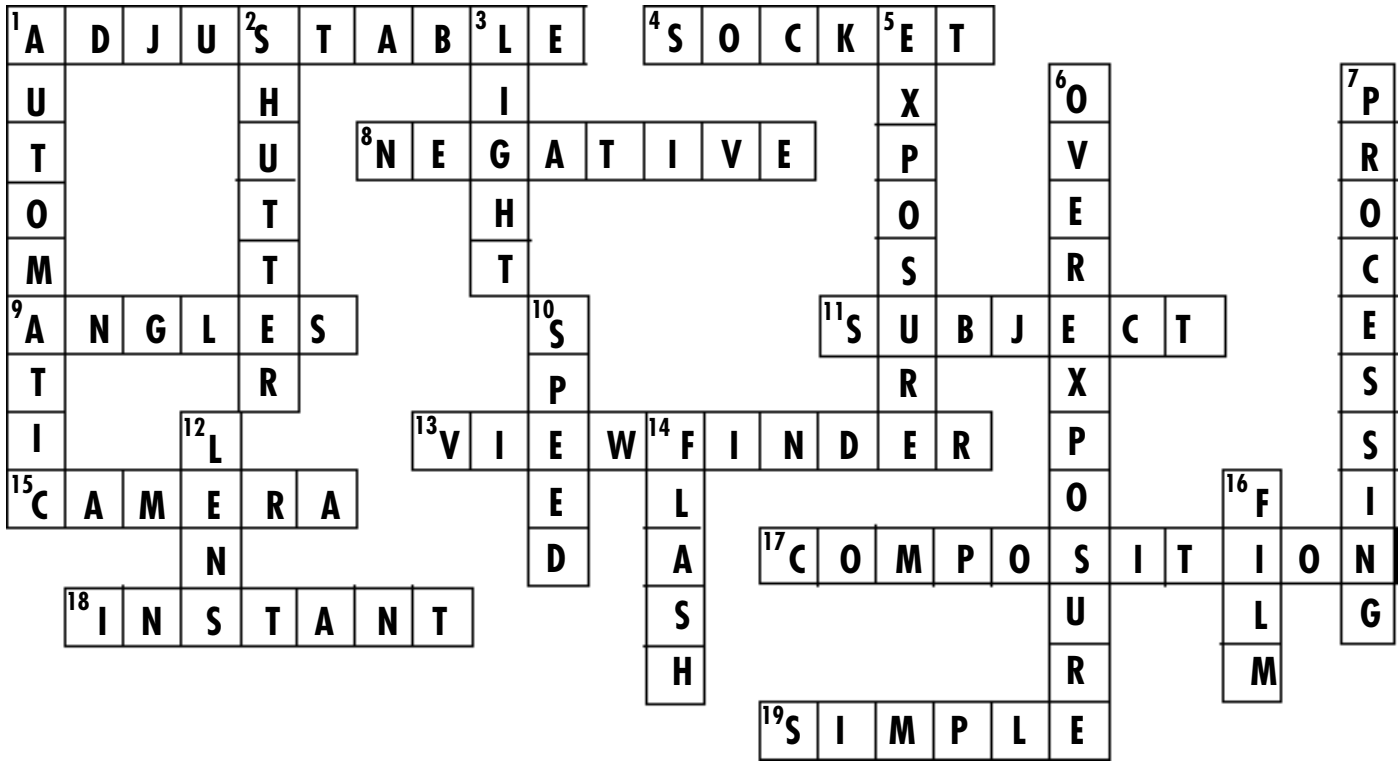 1 A D J U 2 S T A B 3 L E 4 S O C K 5 E T
U H I X 6 O 7 P
T U 8 N E G A T I V E P V R
O T H O E O
M T T S R C
9 A N G L E S 10 S 11 S U B J E C T E
T R P R X S
I 12 L 13 V I E W 14 F I N D E R P S
15 C A M E R A E L O 16 F I
N D A 17 C O M P O S I T I O N
18 I N S T A N T S U L G
H R M
19 S I M P L E